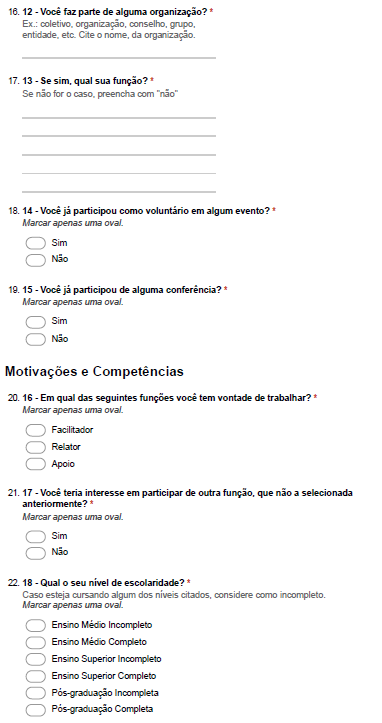 16. 12 - Você faz parte de alguma organização? *
Ex.: coletivo, organização, conselho, grupo,
entidade, etc. Cite o nome, da organização.
17. 13 - Se sim, qual sua função? *
Se não for o caso, preencha com "não"
18. 14 - Você já participou como voluntário em algum evento? *
Marcar apenas uma oval.
Sim
Não
19. 15 - Você já participou de alguma conferência? *
Marcar apenas uma oval.
Sim
Não
Motivações e Competências
20. 16 - Em qual das seguintes funções você tem vontade de trabalhar? *
Marcar apenas uma oval.
Facilitador
Relator
Apoio
21. 17 - Você teria interesse em participar de outra função, que não a selecionada
anteriormente? *
Marcar apenas uma oval.
Sim
Não
22. 18 - Qual o seu nível de escolaridade? *
Caso esteja cursando algum dos níveis citados, considere como incompleto.
Marcar apenas uma oval.
Ensino Médio Incompleto
Ensino Médio Completo
Ensino Superior Incompleto
Ensino Superior Completo
Pós-graduação Incompleta
Pós-graduação Completa